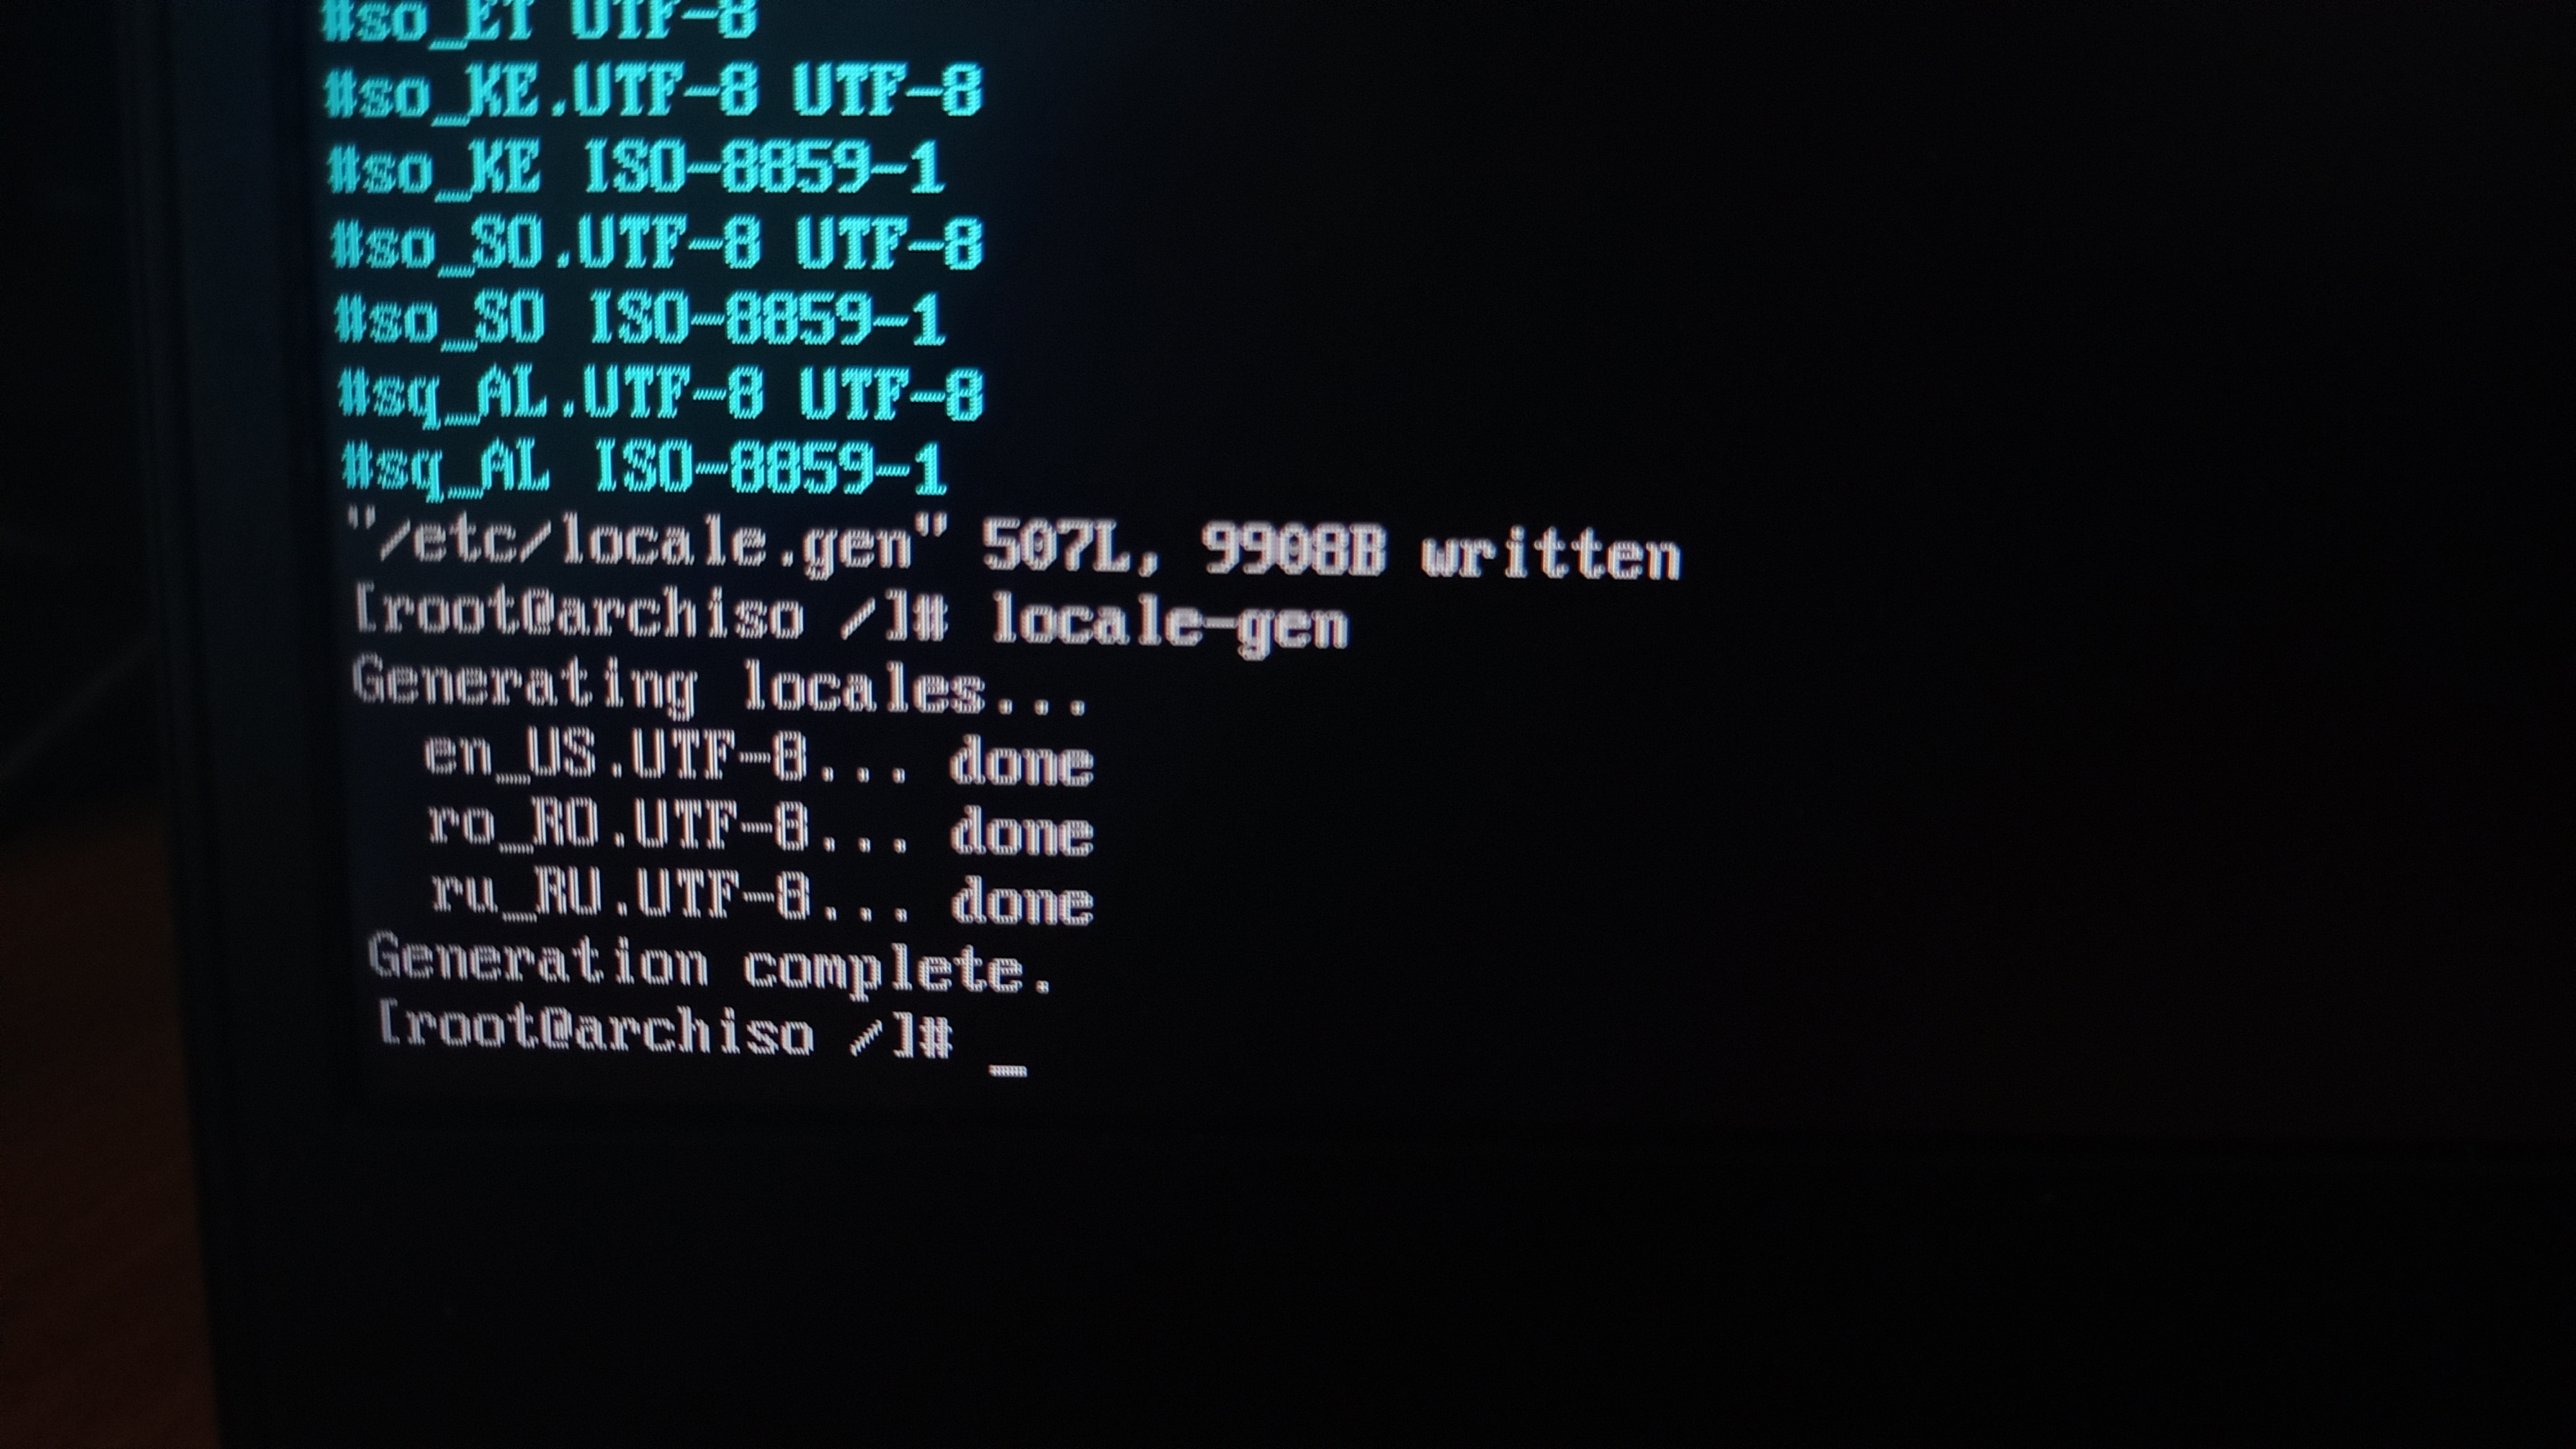 #so_ET UTF-8
#so_KE.UTF-8 UTF-8
#so_KE ISO-8859-1
#so_SO.UTF-8 UTF-8
#so_SO ISO-8859-1
#sq_AL.UTF-8 UTF-8
#sq_AL ISO-8859-1
"/etc/locale.gen" 507L, 9908B written
[root@archiso /]# locale-gen
Generating locales...
  en_US.UTF-8... done
  ro_RO.UTF-8... done
  ru_RU.UTF-8... done
Generation complete.
[root@archiso /]# _